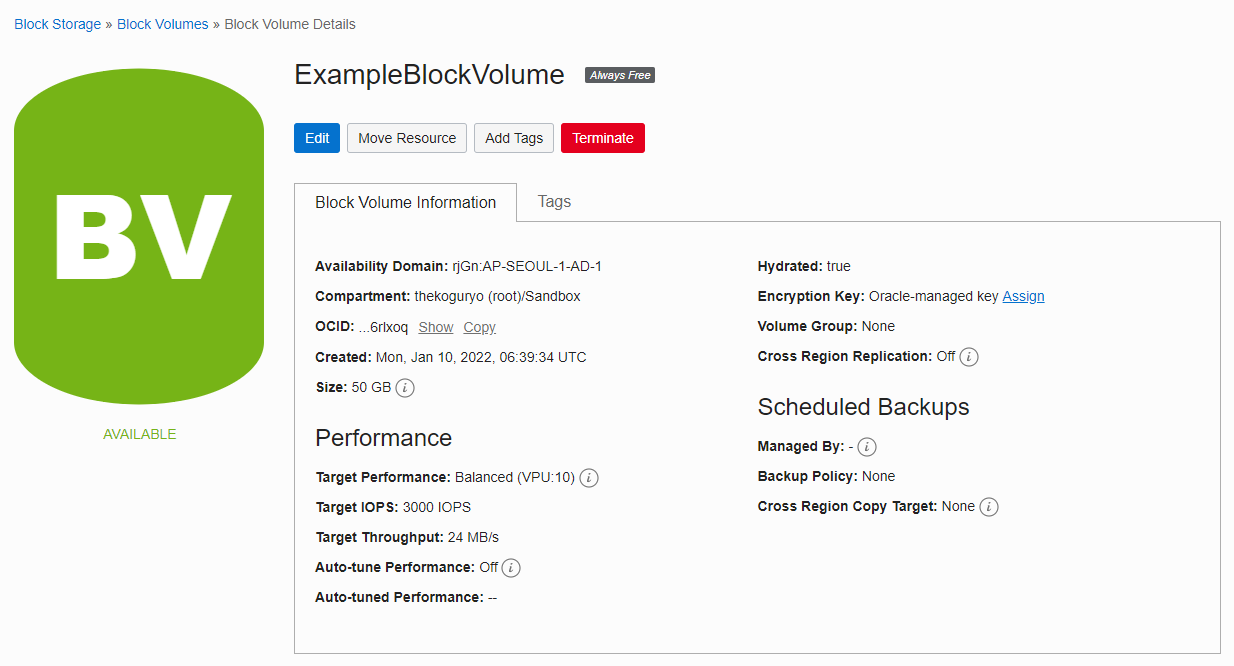 Block Storage » Block Volumes » Block Volume Details
BV
AVAILABLE
ExampleBlockVolume Always Free
Edit Move Resource Add Tags Terminate
Block Volume Information Tags
Availability Domain: rjGn:AP-SEOUL-1-AD-1
Compartment: thekoguryo (root)/Sandbox
OCID: ...6rlxoq Show Copy
Created: Mon, Jan 10, 2022, 06:39:34 UTC
Size: 50 GB i
Performance
Target Performance: Balanced (VPU:10) i
Target IOPS: 3000 IOPS
Target Throughput: 24 MB/s
Auto-tune Performance: Off i
Auto-tuned Performance: --
Hydrated: true
Encryption Key: Oracle-managed key Assign
Volume Group: None
Cross Region Replication: Off i
Scheduled Backups
Managed By: - i
Backup Policy: None
Cross Region Copy Target: None i